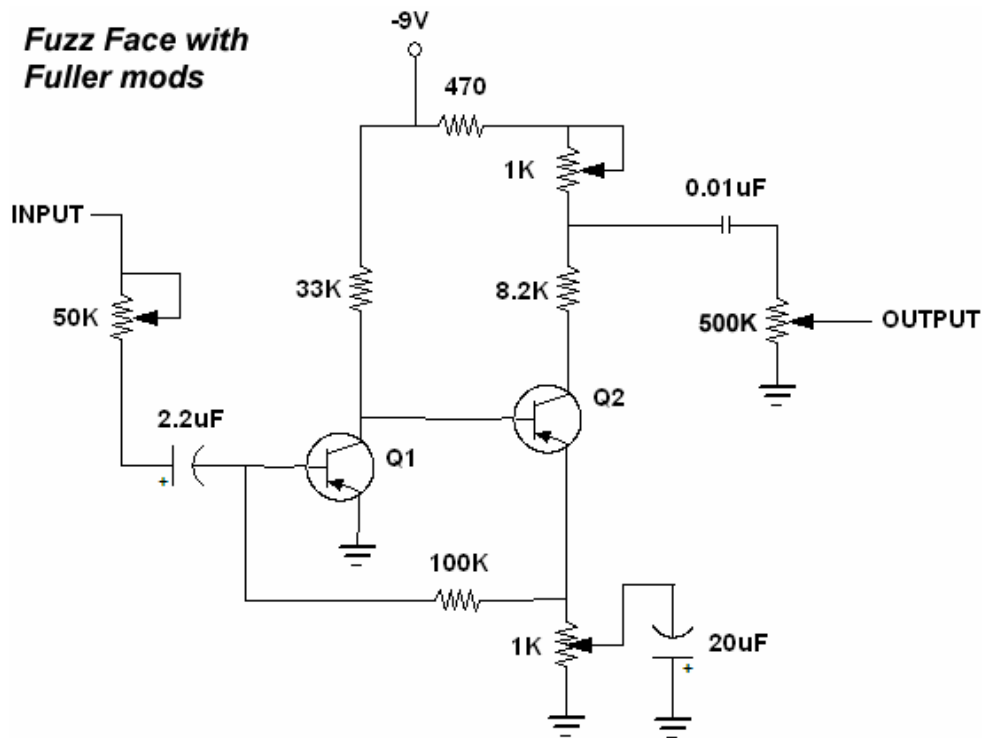 Fuzz Face with
Fuller mods
-9V
470
1K
0.01uF
INPUT
33K
8.2K
50K
500K
OUTPUT
Q2
2.2uF
+
Q1
100K
1K
20uF
+